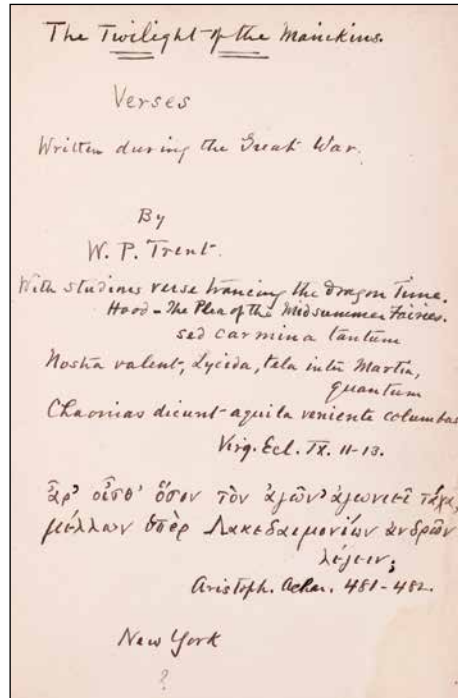 The Twilight of the Manikins.
Verses
Written during the Great War.
By
W. P. Trent.
With studious verse trancing the dragon Time.
Hood - The Plea of the Midsummer Fairies.
sed carmina tantum
Nostra valent, Lycida, tela inter Martia,
quantum
Chaonias dicunt aquila veniente columbas
Virg. Ecl. IX. 11-13.
ἆρ' οἶσθ' ὅσον τὸν ἀγῶν' ἀγωνιεῖ τάχα,
μέλλων ὑπὲρ Λακεδαιμονίων ἀνδρῶν
λέγειν;
Aristoph. Achar. 481-482.
New York
?